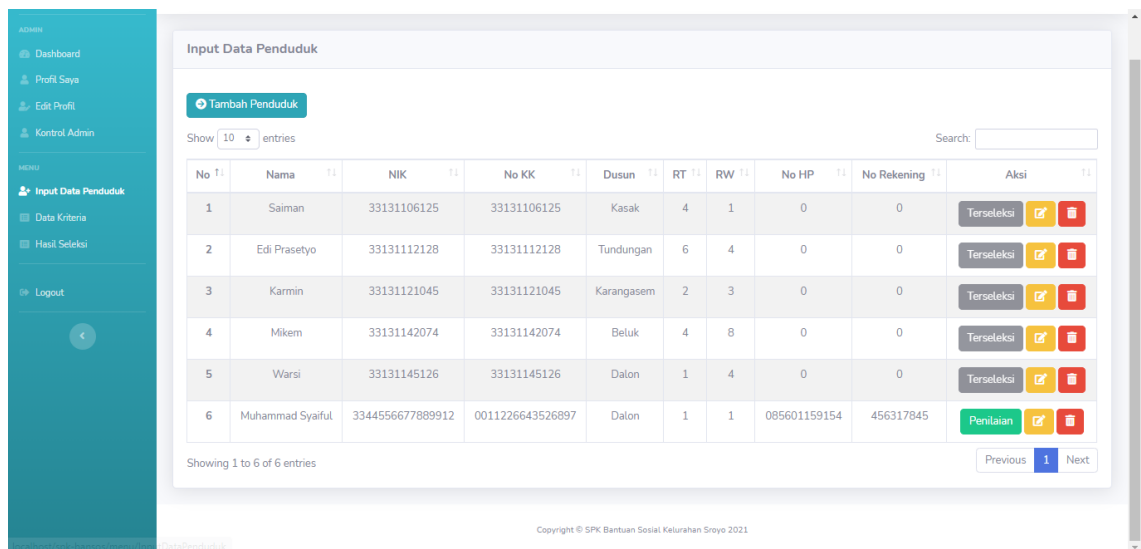 ADMIN
Dashboard
Profil Saya
Edit Profil
Kontrol Admin
MENU
Input Data Penduduk
Data Kriteria
Hasil Seleksi
Logout
Input Data Penduduk
Tambah Penduduk
Show 10 entries
Search:
No Nama NIK No KK Dusun RT RW No HP No Rekening Aksi
1 Saiman 33131106125 33131106125 Kasak 4 1 0 0 Terseleksi
2 Edi Prasetyo 33131112128 33131112128 Tundungan 6 4 0 0 Terseleksi
3 Karmin 33131121045 33131121045 Karangasem 2 3 0 0 Terseleksi
4 Mikem 33131142074 33131142074 Beluk 4 8 0 0 Terseleksi
5 Warsi 33131145126 33131145126 Dalon 1 4 0 0 Terseleksi
6 Muhammad Syaiful 3344556677889912 0011226643526897 Dalon 1 1 085601159154 456317845 Penilaian
Showing 1 to 6 of 6 entries
Previous 1 Next
Copyright © SPK Bantuan Sosial Kelurahan Sroyo 2021